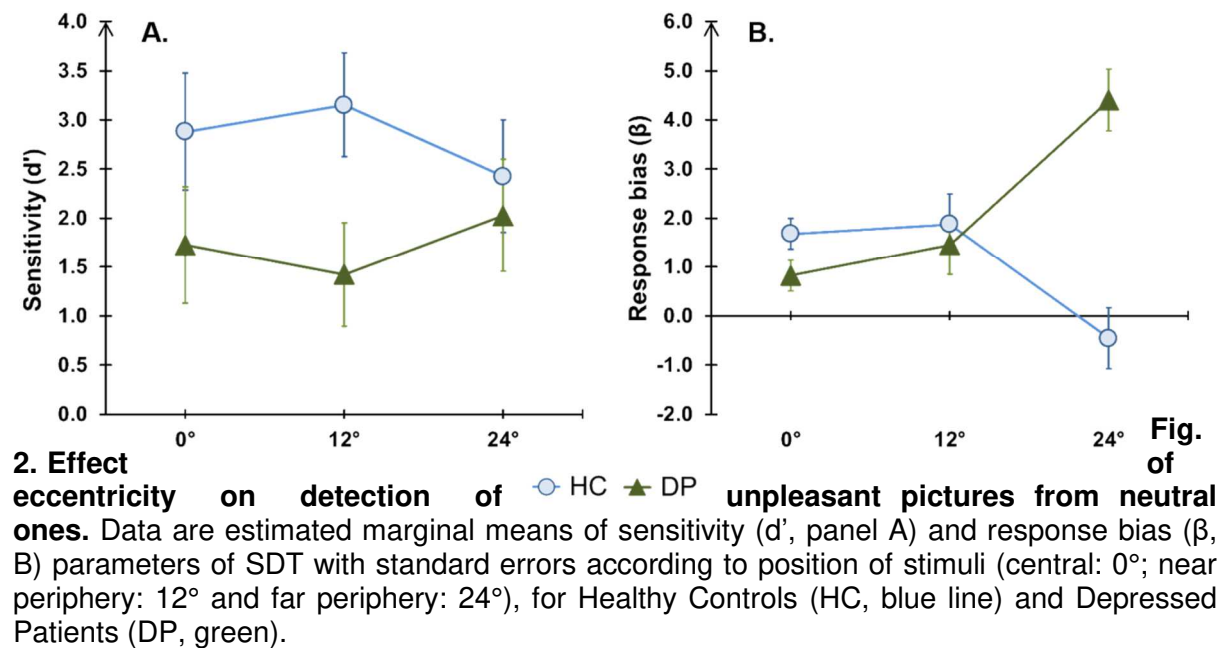 A.
B.
4.0
3.5
3.0
2.5
2.0
1.5
1.0
0.5
0.0
Sensitivity (d')
0° 12° 24°
6.0
5.0
4.0
3.0
2.0
1.0
0.0
-1.0
-2.0
Response bias (β)
0° 12° 24°
HC DP
Fig.
2. Effect of
eccentricity on detection of unpleasant pictures from neutral
ones. Data are estimated marginal means of sensitivity (d’, panel A) and response bias (β,
B) parameters of SDT with standard errors according to position of stimuli (central: 0°; near
periphery: 12° and far periphery: 24°), for Healthy Controls (HC, blue line) and Depressed
Patients (DP, green).